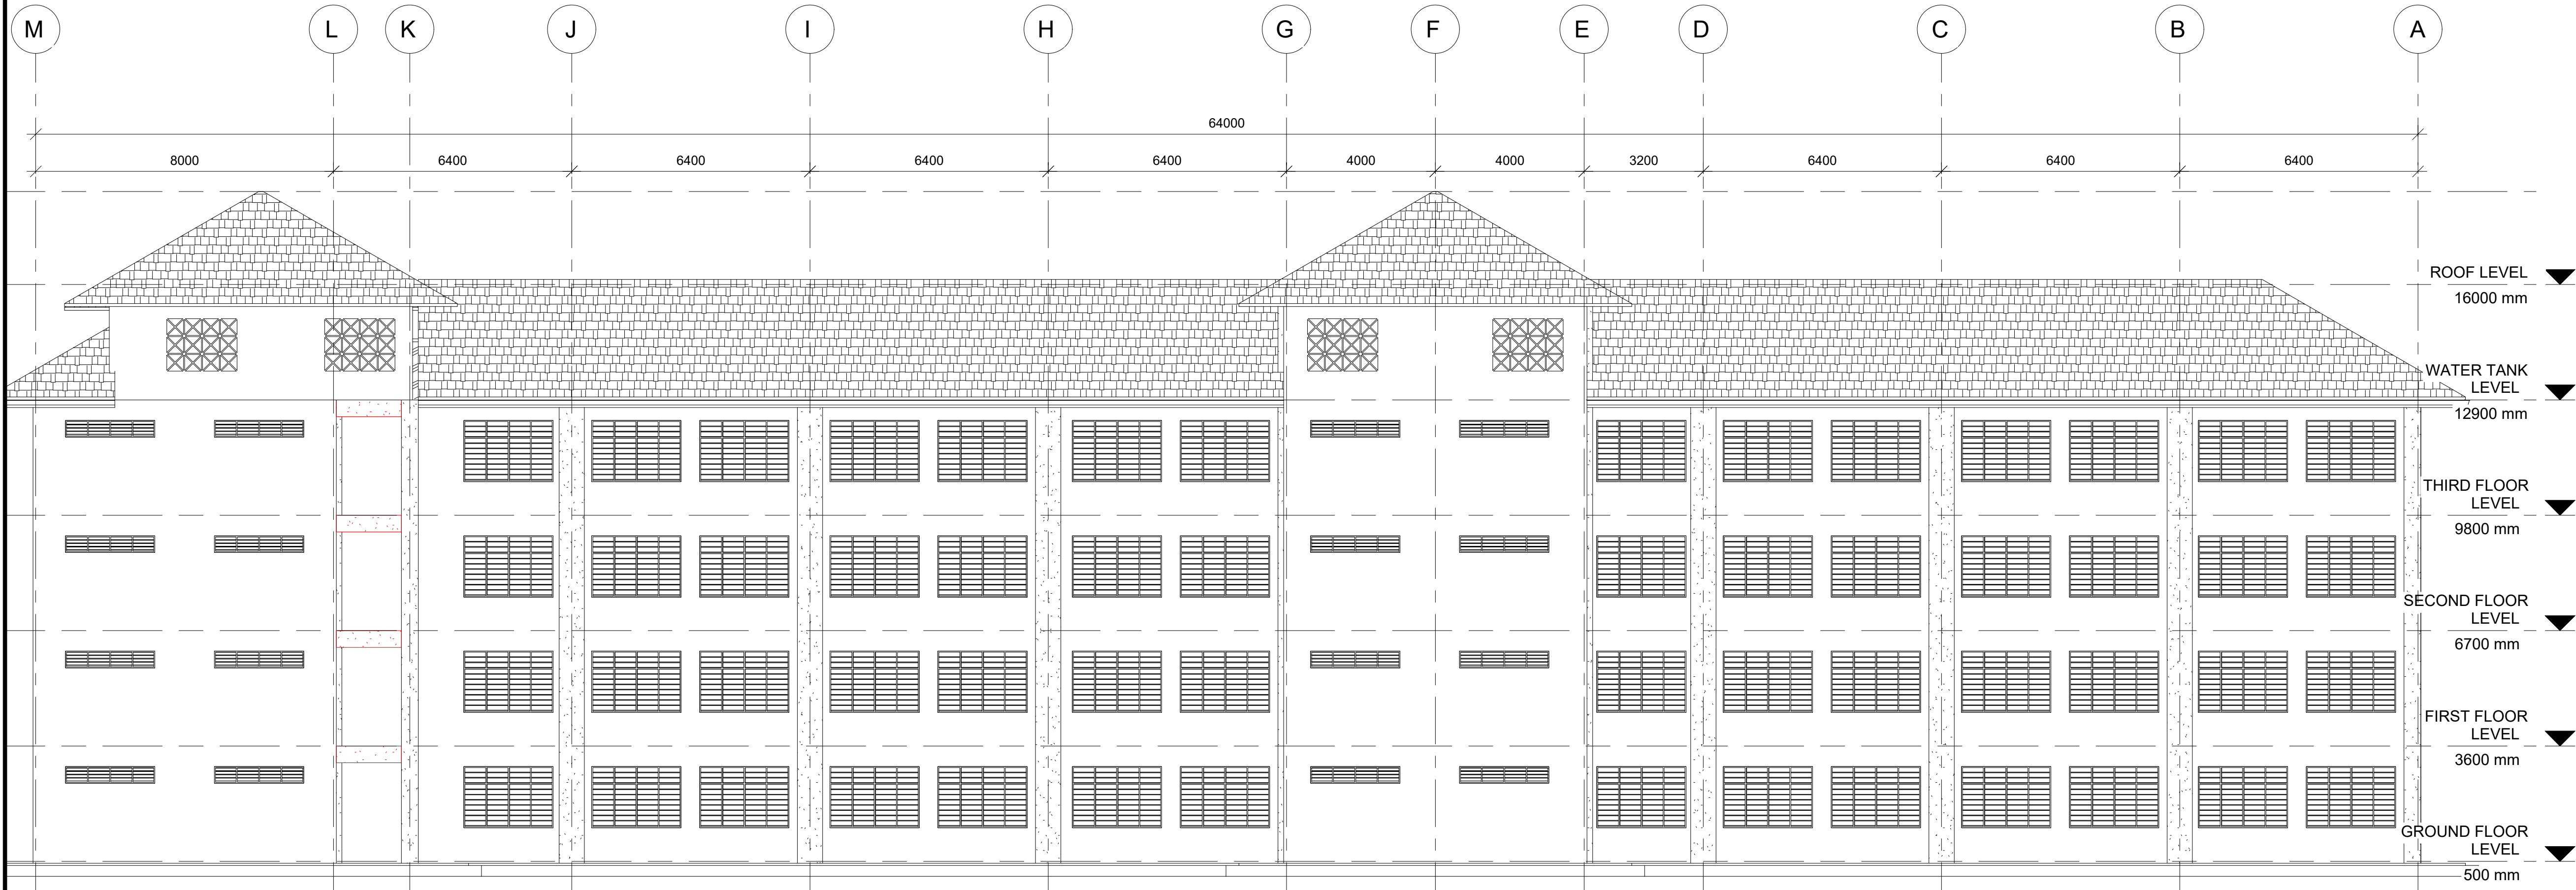 M L K J I H G F E D C B A
64000
8000 6400 6400 6400 6400 4000 4000 3200 6400 6400 6400
ROOF LEVEL
16000 mm
WATER TANK
LEVEL
12900 mm
THIRD FLOOR
LEVEL
9800 mm
SECOND FLOOR
LEVEL
6700 mm
FIRST FLOOR
LEVEL
3600 mm
GROUND FLOOR
LEVEL
500 mm